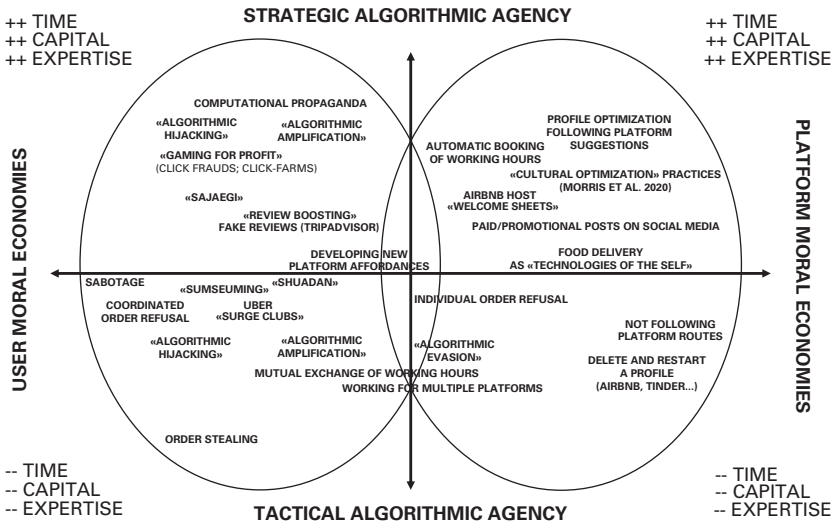 STRATEGIC ALGORITHMIC AGENCY
++ TIME
++ CAPITAL
++ EXPERTISE
++ TIME
++ CAPITAL
++ EXPERTISE
USER MORAL ECONOMIES
PLATFORM MORAL ECONOMIES
COMPUTATIONAL PROPAGANDA
«ALGORITHMIC
HIJACKING»
«ALGORITHMIC
AMPLIFICATION»
«GAMING FOR PROFIT»
(CLICK FRAUDS; CLICK-FARMS)
«SAJAEGI»
«REVIEW BOOSTING»
FAKE REVIEWS (TRIPADVISOR)
DEVELOPING NEW
PLATFORM AFFORDANCES
PROFILE OPTIMIZATION
FOLLOWING PLATFORM
SUGGESTIONS
AUTOMATIC BOOKING
OF WORKING HOURS
«CULTURAL OPTIMIZATION» PRACTICES
(MORRIS ET AL. 2020)
AIRBNB HOST
«WELCOME SHEETS»
PAID/PROMOTIONAL POSTS ON SOCIAL MEDIA
FOOD DELIVERY
AS «TECHNOLOGIES OF THE SELF»
SABOTAGE
«SUMSEUMING»
«SHUADAN»
COORDINATED
ORDER REFUSAL
UBER
«SURGE CLUBS»
«ALGORITHMIC
HIJACKING»
«ALGORITHMIC
AMPLIFICATION»
INDIVIDUAL ORDER REFUSAL
«ALGORITHMIC
EVASION»
NOT FOLLOWING
PLATFORM ROUTES
DELETE AND RESTART
A PROFILE
(AIRBNB, TINDER...)
MUTUAL EXCHANGE OF WORKING HOURS
WORKING FOR MULTIPLE PLATFORMS
ORDER STEALING
-- TIME
-- CAPITAL
-- EXPERTISE
-- TIME
-- CAPITAL
-- EXPERTISE
TACTICAL ALGORITHMIC AGENCY